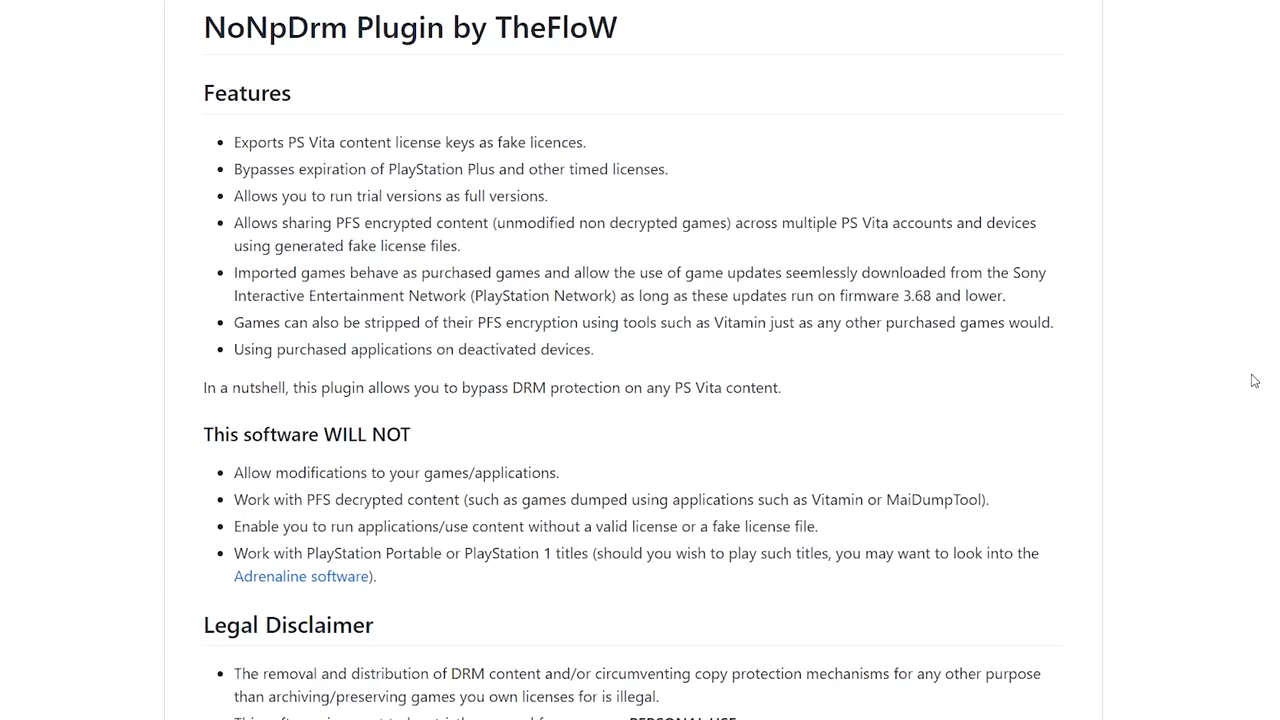 NoNpDrm Plugin by TheFloW
Features
• Exports PS Vita content license keys as fake licences.
• Bypasses expiration of PlayStation Plus and other timed licenses.
• Allows you to run trial versions as full versions.
• Allows sharing PFS encrypted content (unmodified non decrypted games) across multiple PS Vita accounts and devices
using generated fake license files.
• Imported games behave as purchased games and allow the use of game updates seemlessly downloaded from the Sony
Interactive Entertainment Network (PlayStation Network) as long as these updates run on firmware 3.68 and lower.
• Games can also be stripped of their PFS encryption using tools such as Vitamin just as any other purchased games would.
• Using purchased applications on deactivated devices.
In a nutshell, this plugin allows you to bypass DRM protection on any PS Vita content.
This software WILL NOT
• Allow modifications to your games/applications.
• Work with PFS decrypted content (such as games dumped using applications such as Vitamin or MaiDumpTool).
• Enable you to run applications/use content without a valid license or a fake license file.
• Work with PlayStation Portable or PlayStation 1 titles (should you wish to play such titles, you may want to look into the
Adrenaline software).
Legal Disclaimer
• The removal and distribution of DRM content and/or circumventing copy protection mechanisms for any other purpose
than archiving/preserving games you own licenses for is illegal.
PERSONAL USE